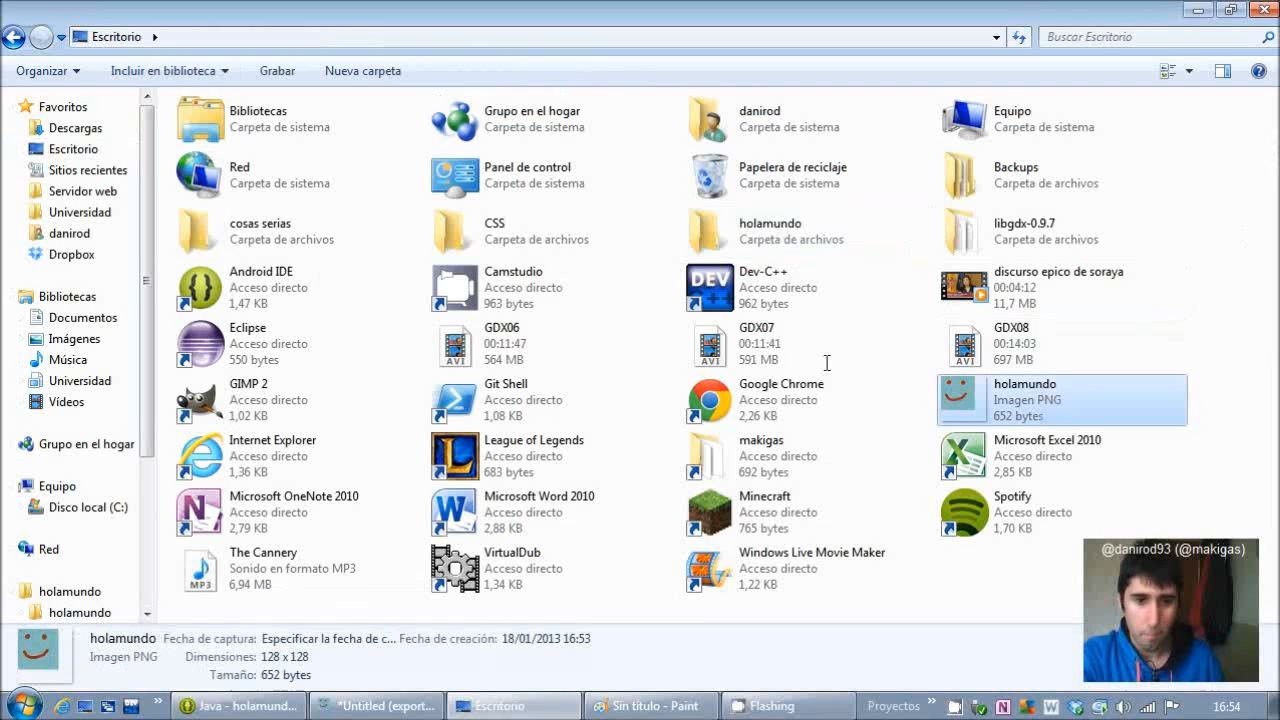 Escritorio
Buscar Escritorio
Organizar
Incluir en biblioteca
Grabar
Nueva carpeta
Favoritos
Descargas
Escritorio
Sitios recientes
Servidor web
Universidad
danirod
Dropbox
Bibliotecas
Documentos
Imágenes
Música
Universidad
Vídeos
Grupo en el hogar
Equipo
Disco local (C:)
Red
holamundo
holamundo
Bibliotecas
Carpeta de sistema
Grupo en el hogar
Carpeta de sistema
danirod
Carpeta de sistema
Equipo
Carpeta de sistema
Red
Carpeta de sistema
Panel de control
Carpeta de sistema
Papelera de reciclaje
Carpeta de sistema
Backups
Carpeta de archivos
cosas serias
Carpeta de archivos
CSS
Carpeta de archivos
holamundo
Carpeta de archivos
libgdx-0.9.7
Carpeta de archivos
Android IDE
Acceso directo
1,47 KB
Camstudio
Acceso directo
963 bytes
DEV
C++
Dev-C++
Acceso directo
962 bytes
discurso epico de soraya
00:04:12
11,7 MB
Eclipse
Acceso directo
550 bytes
AVI
GDX06
00:11:47
564 MB
AVI
GDX07
00:11:41
591 MB
AVI
GDX08
00:14:03
697 MB
GIMP 2
Acceso directo
1,02 KB
Git Shell
Acceso directo
1,08 KB
Google Chrome
Acceso directo
2,26 KB
holamundo
Imagen PNG
652 bytes
Internet Explorer
Acceso directo
1,36 KB
League of Legends
Acceso directo
683 bytes
makigas
Acceso directo
692 bytes
Microsoft Excel 2010
Acceso directo
2,85 KB
Microsoft OneNote 2010
Acceso directo
2,79 KB
Microsoft Word 2010
Acceso directo
2,88 KB
Minecraft
Acceso directo
765 bytes
Spotify
Acceso directo
1,70 KB
MP3
The Cannery
Sonido en formato MP3
6,94 MB
VirtualDub
Acceso directo
1,34 KB
Windows Live Movie Maker
Acceso directo
1,22 KB
@danirod93 (@makigas)
holamundo Fecha de captura: Especificar la fecha de c... Fecha de creación: 18/01/2013 16:53
Imagen PNG Dimensiones: 128 x 128
Tamaño: 652 bytes
Java - holamund...
*Untitled (export...
Escritorio
Sin título - Paint
Flashing
Proyectos
16:54